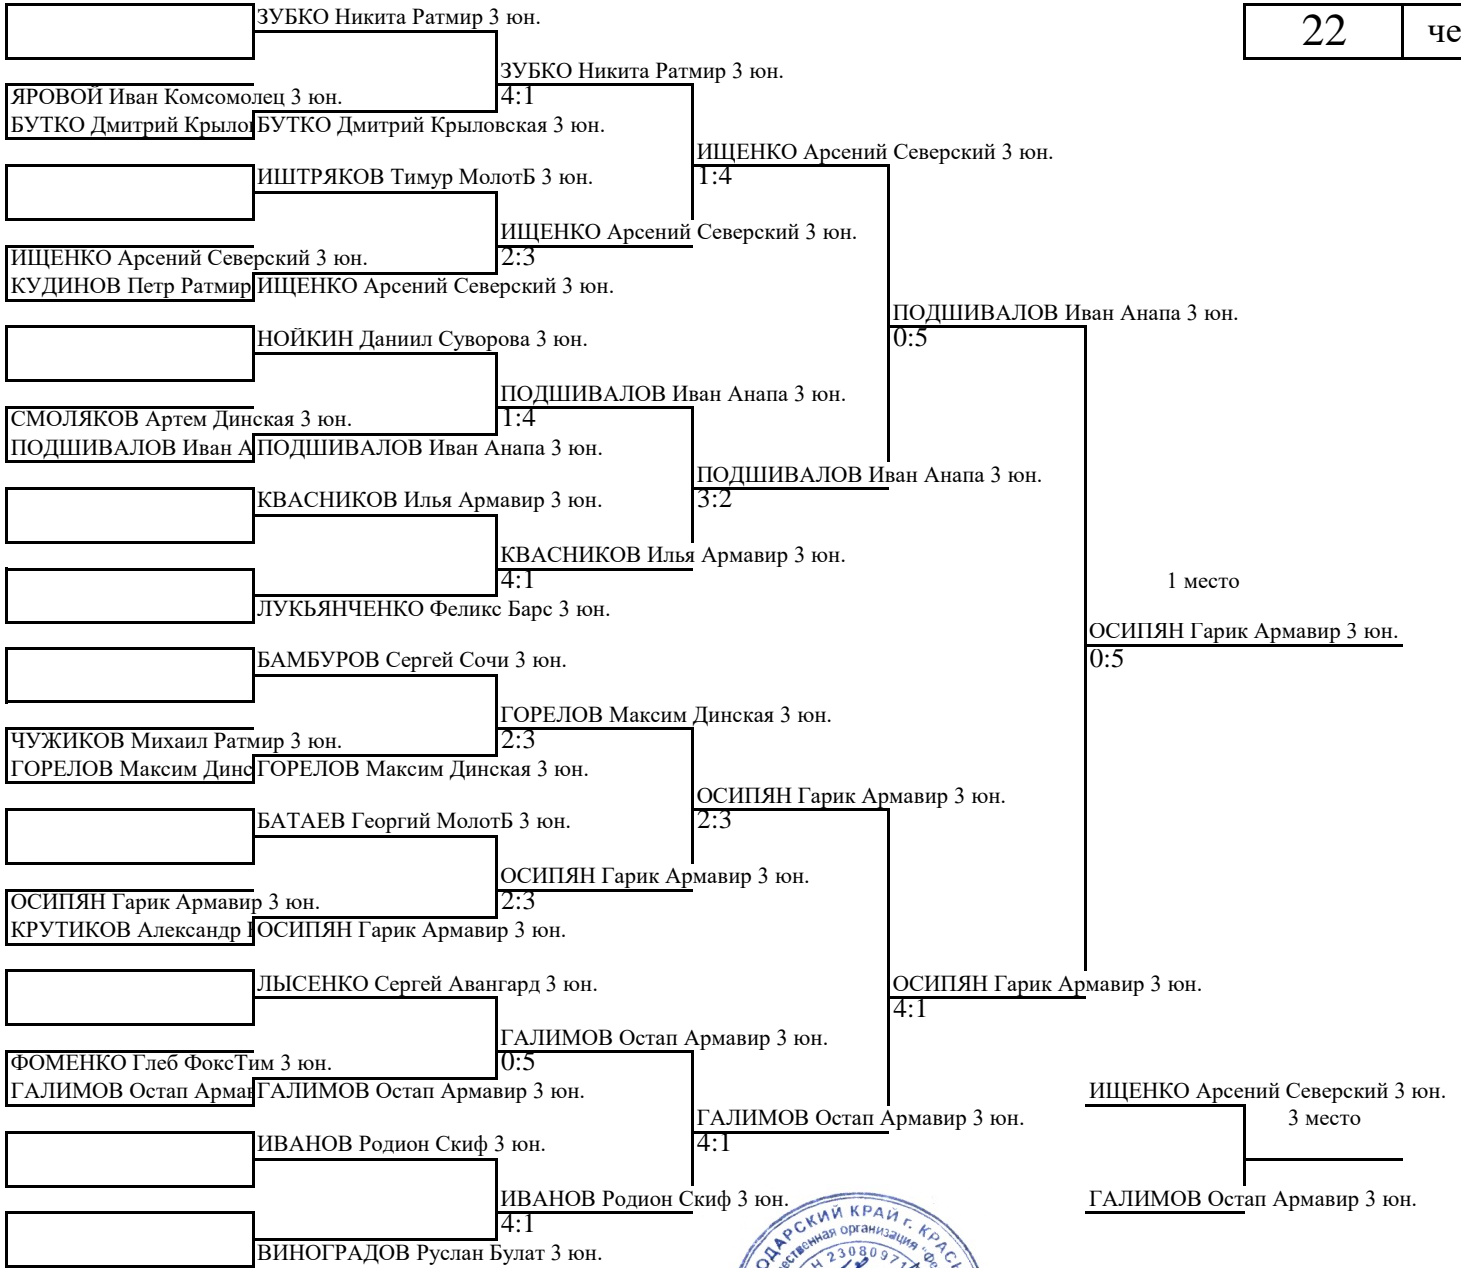 ЗУБКО Никита Ратмир 3 юн.
22
че
ЗУБКО Никита Ратмир 3 юн.
4:1
ЯРОВОЙ Иван Комсомолец 3 юн.
БУТКО Дмитрий Крылов
БУТКО Дмитрий Крыловская 3 юн.
ИЩЕНКО Арсений Северский 3 юн.
1:4
ИШТРЯКОВ Тимур МолотБ 3 юн.
ИЩЕНКО Арсений Северский 3 юн.
2:3
ИЩЕНКО Арсений Северский 3 юн.
КУДИНОВ Петр Ратмир
ИЩЕНКО Арсений Северский 3 юн.
ПОДШИВАЛОВ Иван Анапа 3 юн.
0:5
НОЙКИН Даниил Суворова 3 юн.
ПОДШИВАЛОВ Иван Анапа 3 юн.
1:4
СМОЛЯКОВ Артем Динская 3 юн.
ПОДШИВАЛОВ Иван А
ПОДШИВАЛОВ Иван Анапа 3 юн.
ПОДШИВАЛОВ Иван Анапа 3 юн.
3:2
КВАСНИКОВ Илья Армавир 3 юн.
КВАСНИКОВ Илья Армавир 3 юн.
4:1
1 место
ЛУКЬЯНЧЕНКО Феликс Барс 3 юн.
ОСИПЯН Гарик Армавир 3 юн.
0:5
БАМБУРОВ Сергей Сочи 3 юн.
ГОРЕЛОВ Максим Динская 3 юн.
2:3
ЧУЖИКОВ Михаил Ратмир 3 юн.
ГОРЕЛОВ Максим Динс
ГОРЕЛОВ Максим Динская 3 юн.
ОСИПЯН Гарик Армавир 3 юн.
2:3
БАТАЕВ Георгий МолотБ 3 юн.
ОСИПЯН Гарик Армавир 3 юн.
2:3
ОСИПЯН Гарик Армавир 3 юн.
КРУТИКОВ Александр
ОСИПЯН Гарик Армавир 3 юн.
ЛЫСЕНКО Сергей Авангард 3 юн.
ОСИПЯН Гарик Армавир 3 юн.
4:1
ГАЛИМОВ Остап Армавир 3 юн.
0:5
ФОМЕНКО Глеб ФоксТим 3 юн.
ГАЛИМОВ Остап Армав
ГАЛИМОВ Остап Армавир 3 юн.
ИЩЕНКО Арсений Северский 3 юн.
3 место
ГАЛИМОВ Остап Армавир 3 юн.
4:1
ИВАНОВ Родион Скиф 3 юн.
ИВАНОВ Родион Скиф 3 юн.
4:1
ГАЛИМОВ Остап Армавир 3 юн.
ВИНОГРАДОВ Руслан Булат 3 юн.
КРАЙ г.
организация